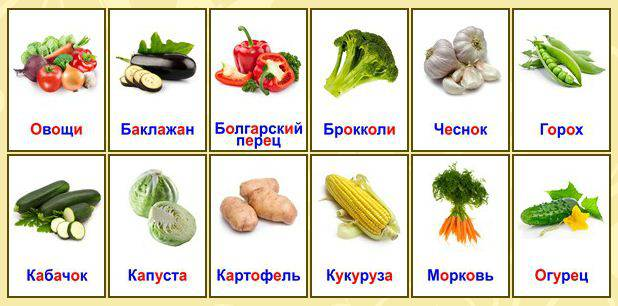 Овощи
Баклажан
Болгарский
перец
Брокколи
Чеснок
Горох
Кабачок
Капуста
Картофель
Кукуруза
Морковь
Огурец